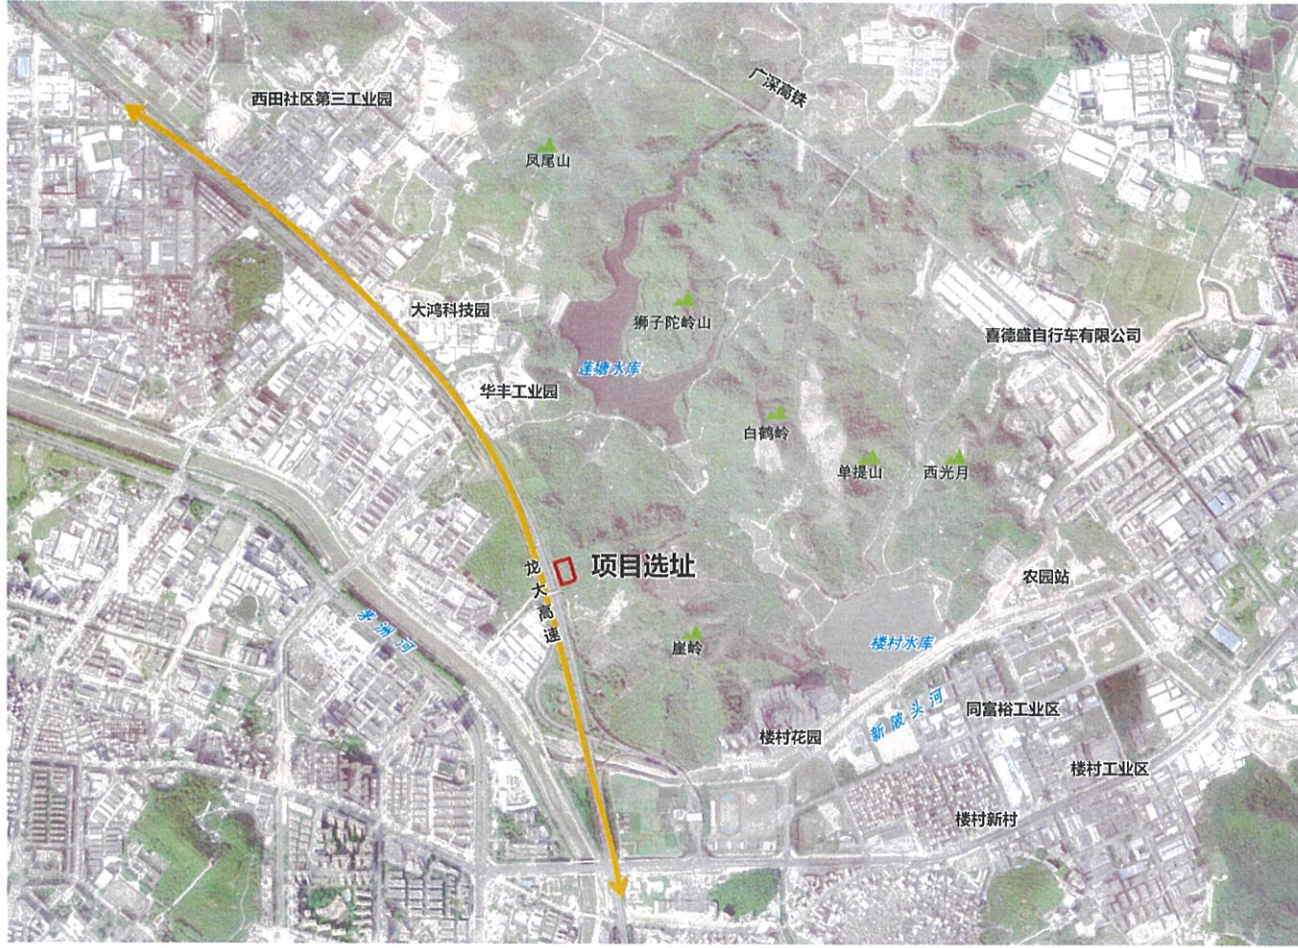 广深高铁
西田社区第三工业园
凤尾山
大鸿科技园
狮子陀岭山
喜德盛自行车有限公司
莲塘水库
华丰工业园
白鹤岭
单提山
西光月
项目选址
龙大高速
农园站
茅洲河
崖岭
楼村水库
新陂头河
同富裕工业区
楼村花园
楼村工业区
楼村新村